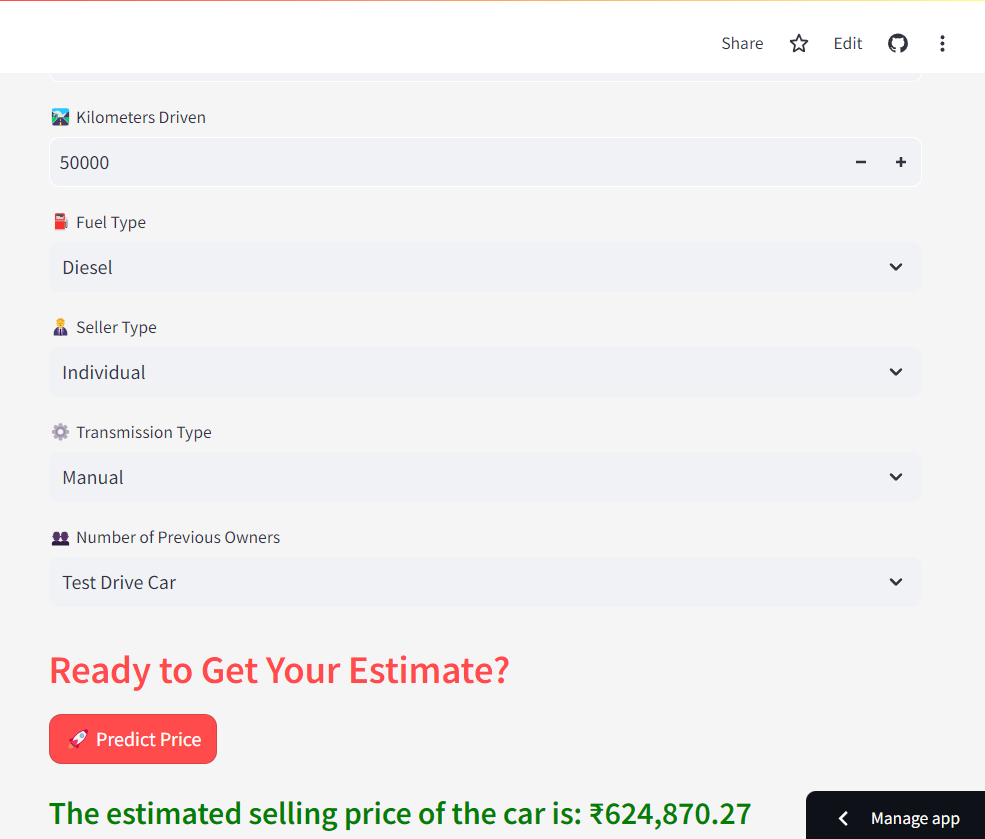 Share Edit
Kilometers Driven
50000
Fuel Type
Diesel
Seller Type
Individual
Transmission Type
Manual
Number of Previous Owners
Test Drive Car
Ready to Get Your Estimate?
Predict Price
The estimated selling price of the car is: ₹624,870.27
Manage app